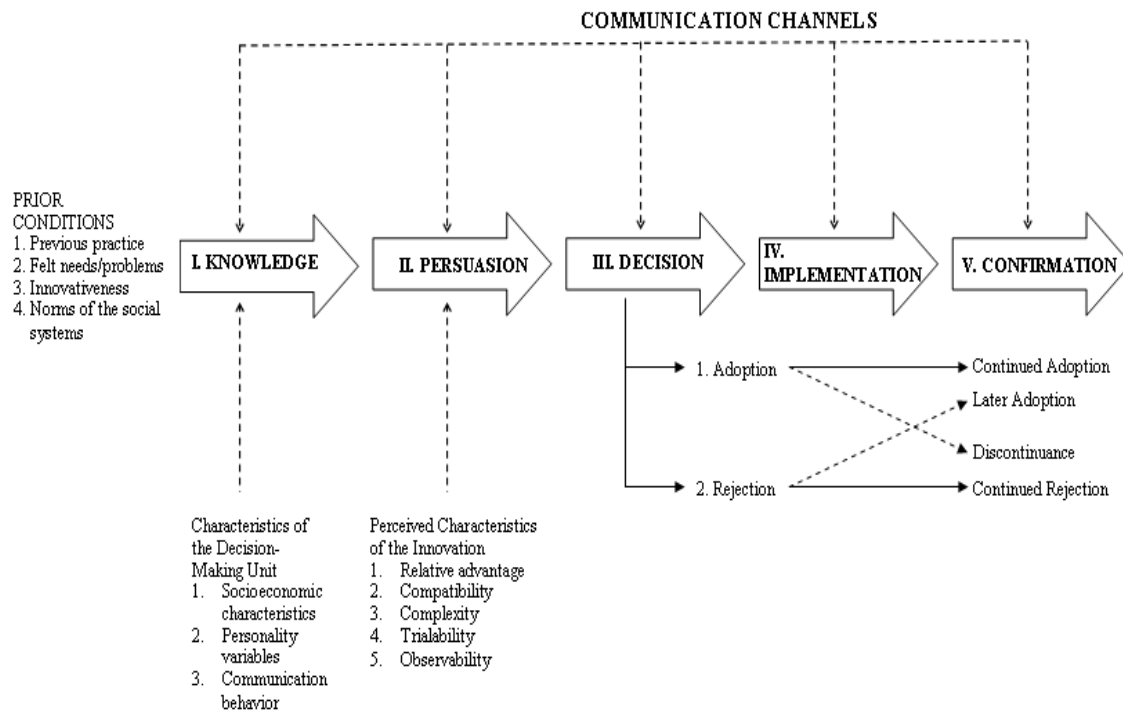 COMMUNICATION CHANNELS
PRIOR
CONDITIONS
1. Previous practice
2. Felt needs/problems
3. Innovativeness
4. Norms of the social
systems
I. KNOWLEDGE
II. PERSUASION
III. DECISION
IV.
IMPLEMENTATION
V. CONFIRMATION
1. Adoption
2. Rejection
Continued Adoption
Later Adoption
Discontinuance
Continued Rejection
Characteristics of
the Decision-
Making Unit
1. Socioeconomic
characteristics
2. Personality
variables
3. Communication
behavior
Perceived Characteristics
of the Innovation
1. Relative advantage
2. Compatibility
3. Complexity
4. Trialability
5. Observability